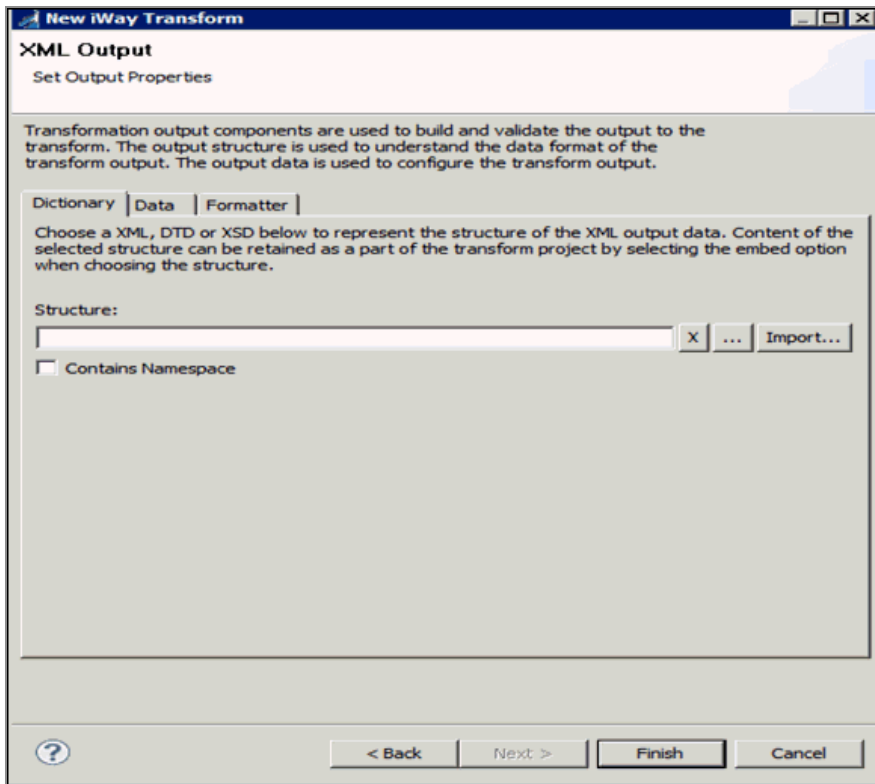 New iWay Transform
XML Output
Set Output Properties
Transformation output components are used to build and validate the output to the
transform. The output structure is used to understand the data format of the
transform output. The output data is used to configure the transform output.
Dictionary Data Formatter
Choose a XML, DTD or XSD below to represent the structure of the XML output data. Content of the
selected structure can be retained as a part of the transform project by selecting the embed option
when choosing the structure.
Structure:
X ... Import...
Contains Namespace
? < Back Next > Finish Cancel